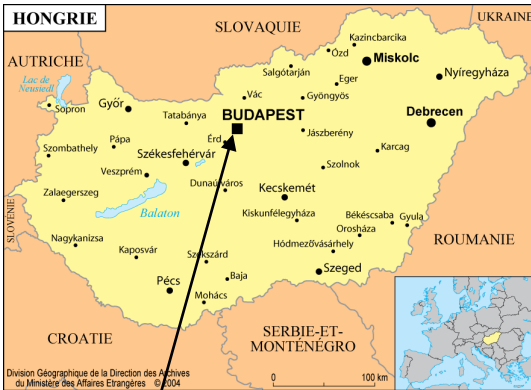 HONGRIE
SLOVAQUIE
UKRAINE
AUTRICHE
Lac de
Neusiedl
Kazincbarcika
Ózd
Miskolc
Salgótarján
Nyíregyháza
Eger
Sopron
Győr
Vác
Gyöngyös
Tatabánya
BUDAPEST
Debrecen
Pápa
Érd
Jászberény
Szombathely
Székesfehérvár
Karcag
Veszprém
Szolnok
Zalaegerszeg
Dunaújváros
Kecskemét
Balaton
SLOVÉNIE
Kiskunfélegyháza
Békéscsaba
Gyula
Orosháza
Nagykanizsa
Hódmezővásárhely
ROUMANIE
Kaposvár
Szekszárd
Szeged
Pécs
Baja
Mohács
CROATIE
SERBIE-ET-
MONTÉNÉGRO
Division Géographique de la Direction des Archives
du Ministère des Affaires Etrangères © 2004
0
100 km